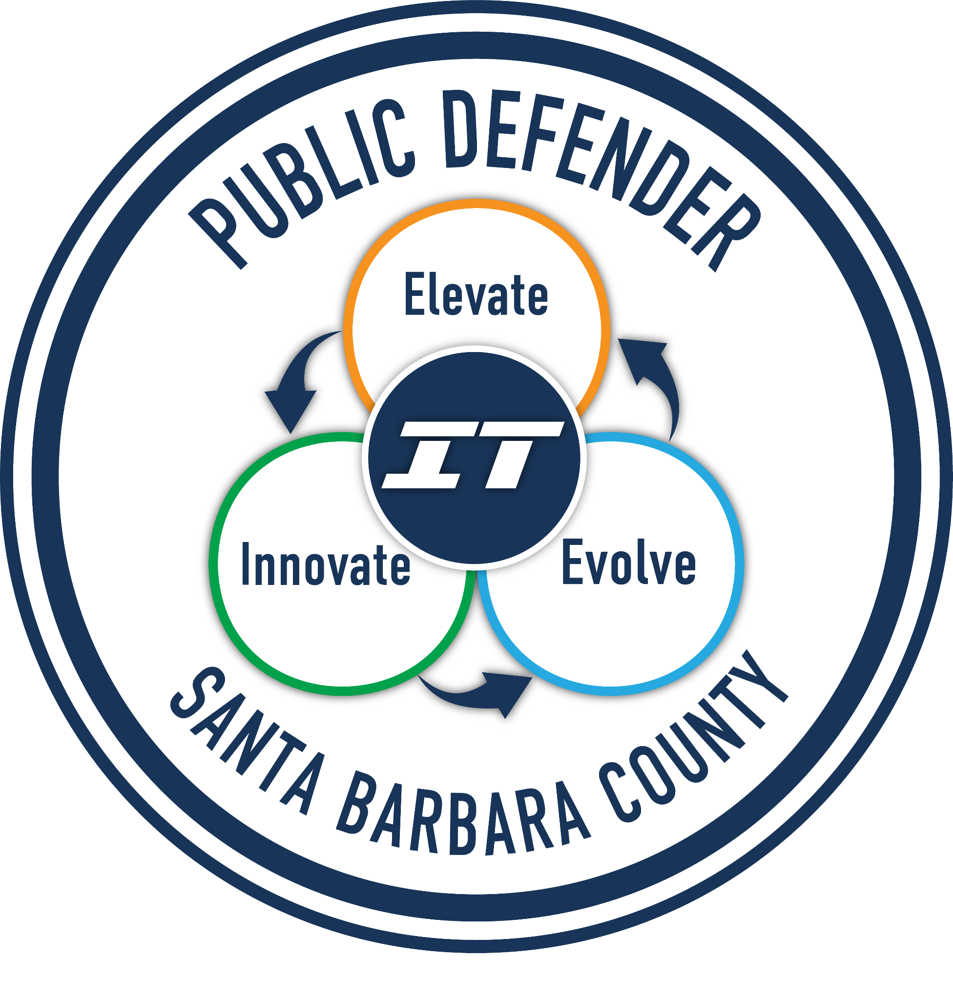 PUBLIC DEFENDER
Elevate
IT
Innovate
Evolve
SANTA BARBARA COUNTY